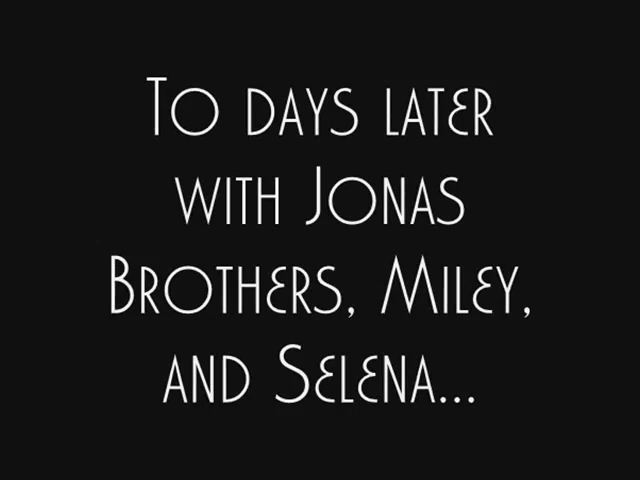 To days later
with Jonas
Brothers, Miley,
and Selena...